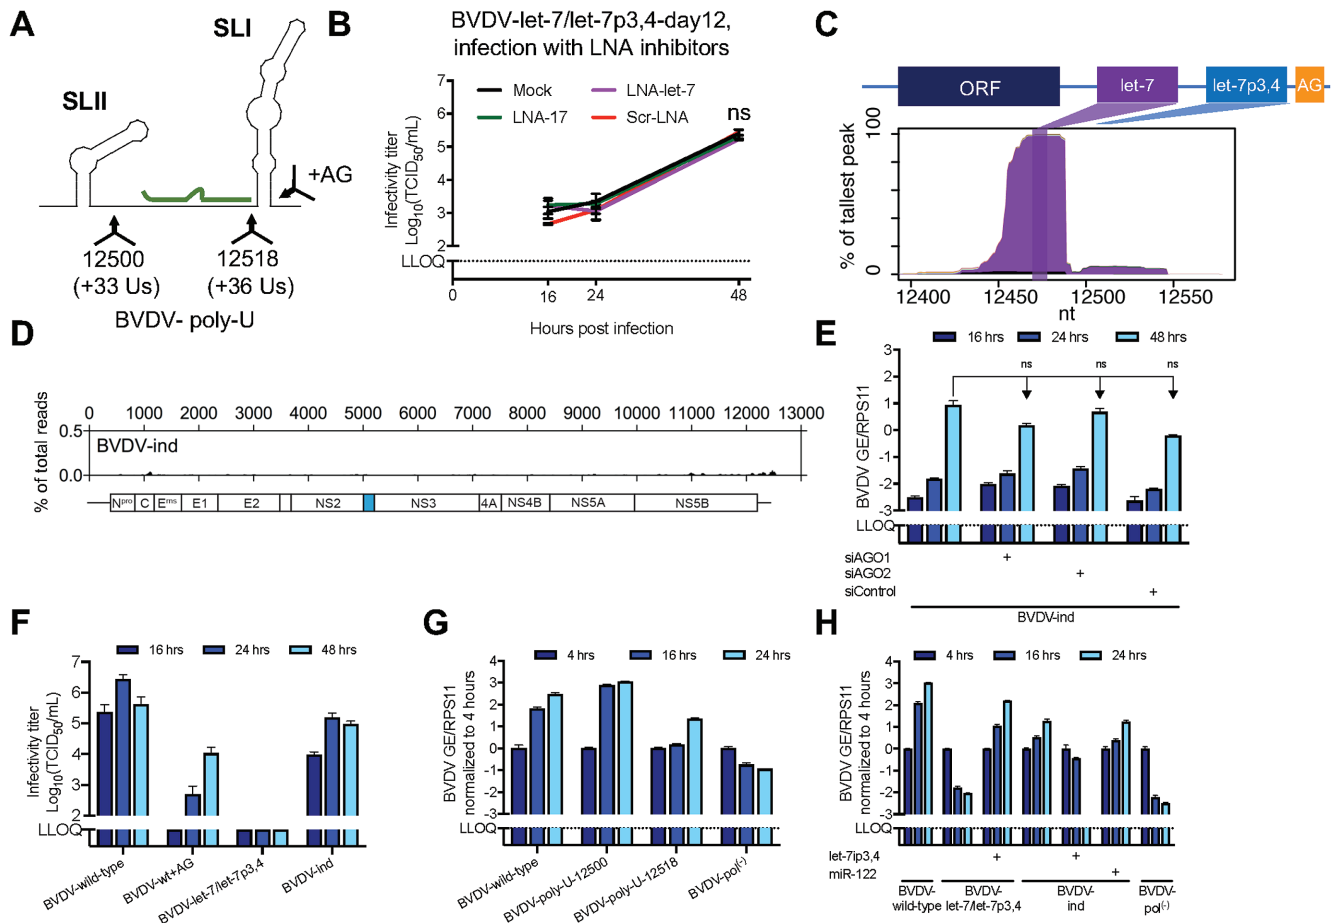 A
SLI
SLII
+AG
12500
(+33 Us)
12518
(+36 Us)
BVDV- poly-U
B
BVDV-let-7/let-7p3,4-day12,
infection with LNA inhibitors
Mock
LNA-let-7
LNA-17
Scr-LNA
ns
Infectivity titer
Log10(TCID50/mL)
7
6
5
4
3
2
LLOQ
0
16
24
48
Hours post infection
C
ORF
let-7
let-7p3,4
AG
% of tallest peak
100
0
12400
12450
12500
12550
nt
D
0 1000 2000 3000 4000 5000 6000 7000 8000 9000 10000 11000 12000 13000
% of total reads
0.5
0.0
BVDV-ind
Npro C Erns E1 E2 NS2 NS3 4A NS4B NS5A NS5B
E
16 hrs 24 hrs 48 hrs
BVDV GE/RPS11
3
2
1
0
-1
-2
-3
LLOQ
ns ns ns
siAGO1 +
siAGO2 +
siControl +
BVDV-ind
F
16 hrs 24 hrs 48 hrs
Infectivity titer
Log10(TCID50/mL)
7
6
5
4
3
2
LLOQ
BVDV-wild-type
BVDV-wt+AG
BVDV-let-7/let-7p3,4
BVDV-ind
G
4 hrs 16 hrs 24 hrs
BVDV GE/RPS11
normalized to 4 hours
4
3
2
1
0
-1
-2
-3
LLOQ
BVDV-wild-type
BVDV-poly-U-12500
BVDV-poly-U-12518
BVDV-pol(-)
H
4 hrs 16 hrs 24 hrs
BVDV GE/RPS11
normalized to 4 hours
4
3
2
1
0
-1
-2
-3
LLOQ
let-7ip3,4 + +
miR-122 +
BVDV-
wild-type
BVDV-
let-7/let-7p3,4
BVDV-
ind
BVDV-
pol(-)